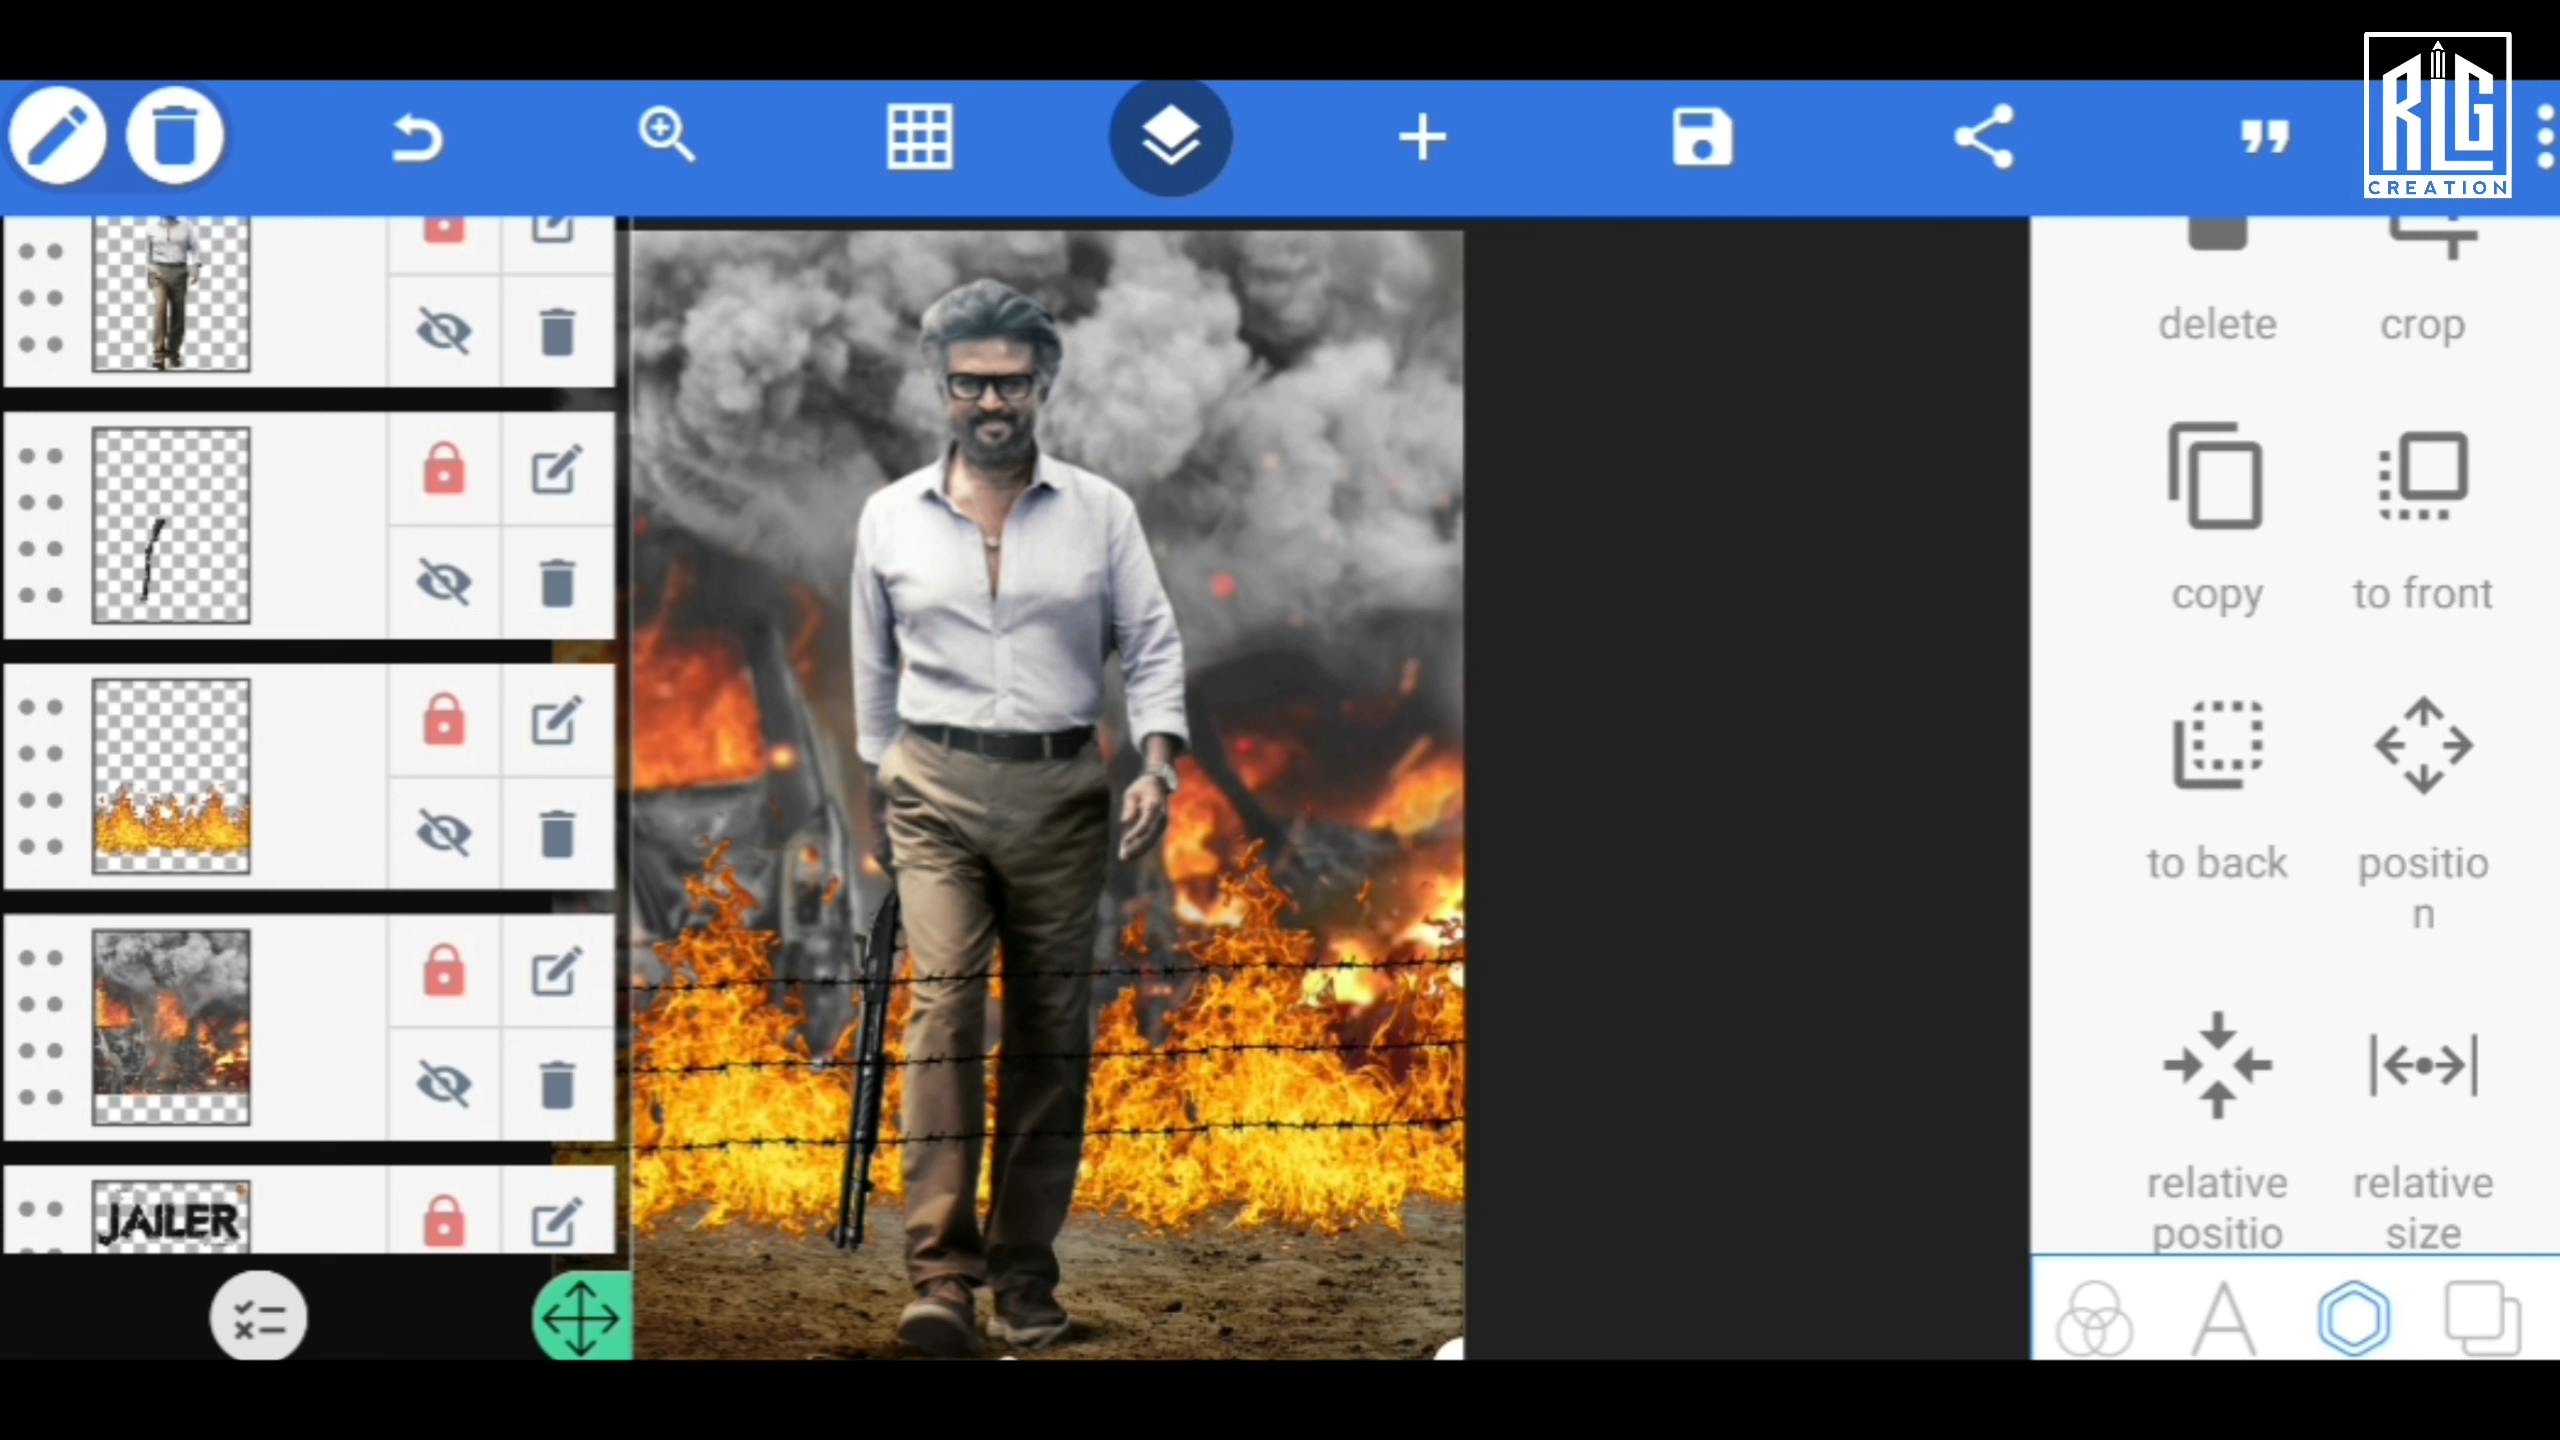 RLG
CREATION
delete
crop
copy
to front
to back
positio
n
relative
positio
relative
size
JAILER